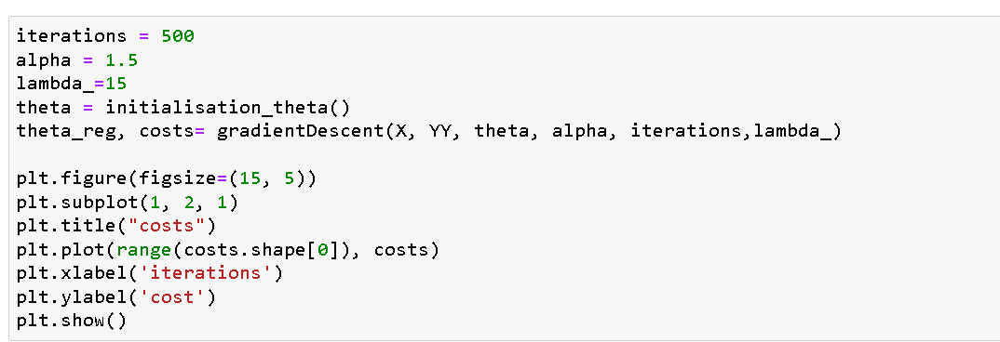 iterations = 500
alpha = 1.5
lambda_=15
theta = initialisation_theta()
theta_reg, costs= gradientDescent(X, YY, theta, alpha, iterations,lambda_)
plt.figure(figsize=(15, 5))
plt.subplot(1, 2, 1)
plt.title("costs")
plt.plot(range(costs.shape[0]), costs)
plt.xlabel('iterations')
plt.ylabel('cost')
plt.show()